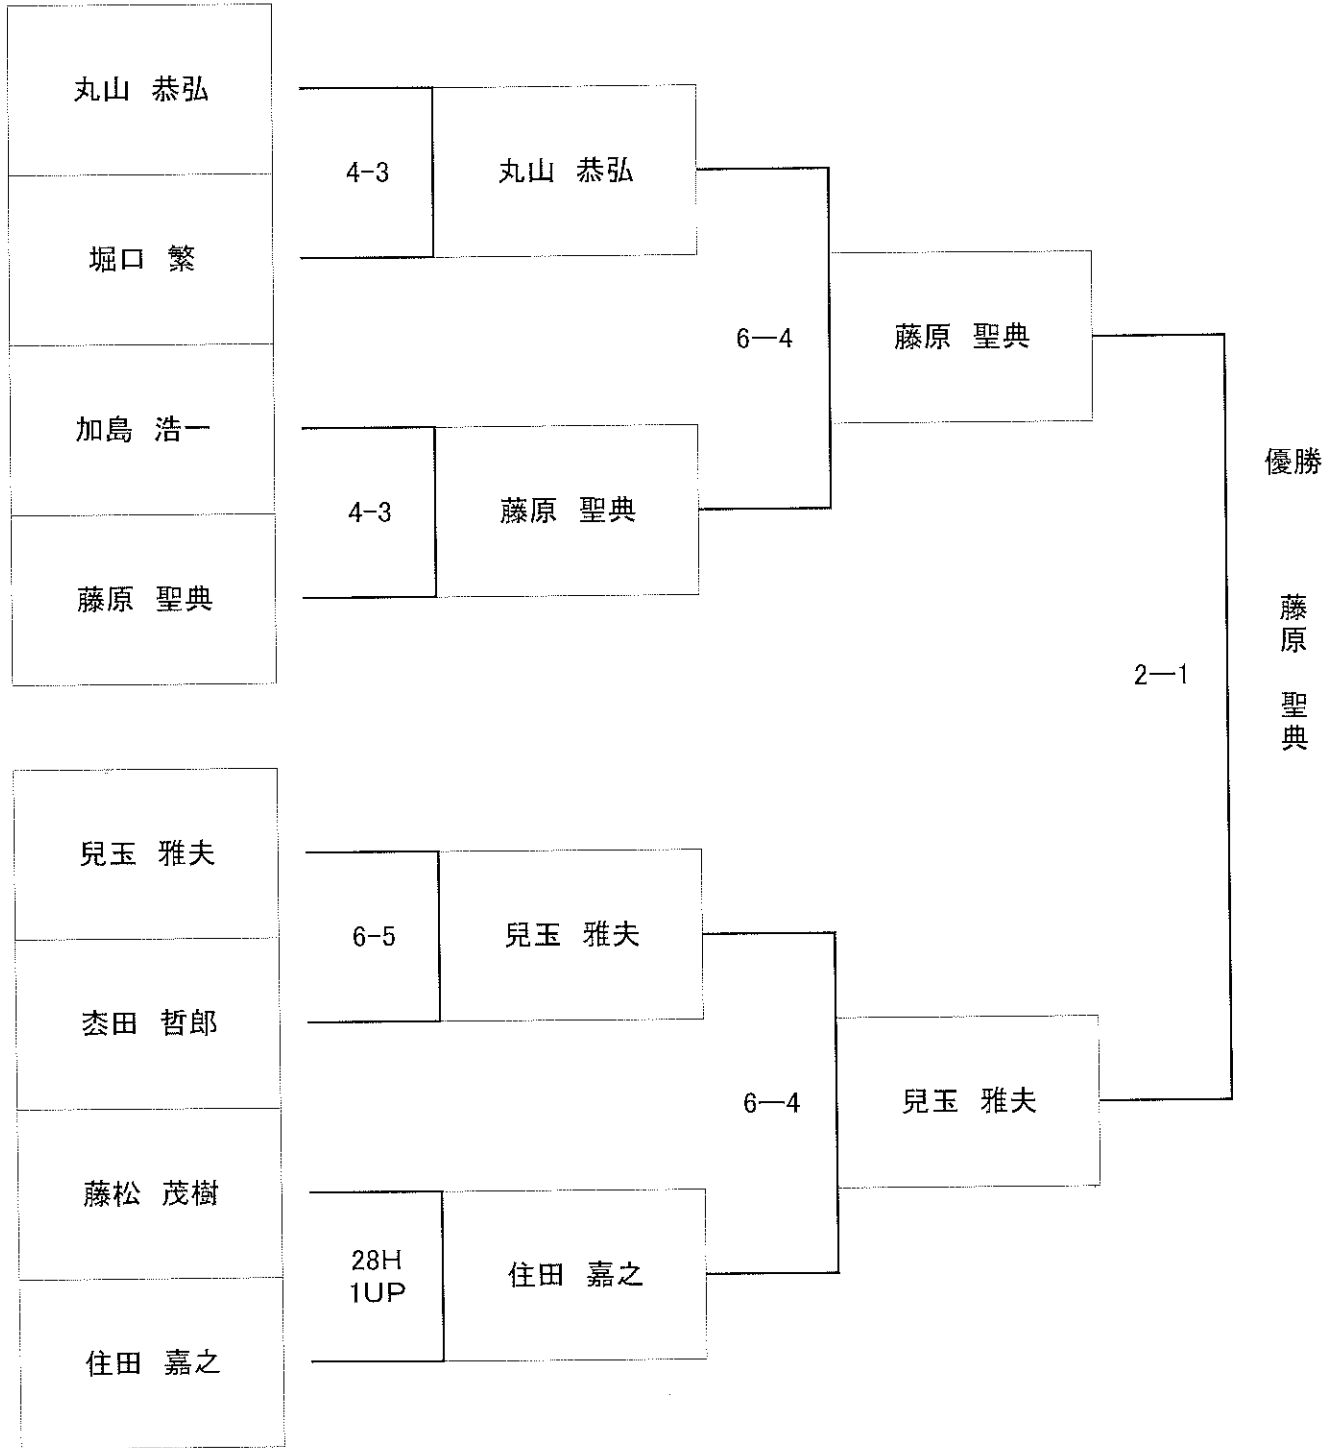 丸山 恭弘
堀口 繁
加島 浩一
藤原 聖典
4-3
丸山 恭弘
4-3
藤原 聖典
6―4
藤原 聖典
兒玉 雅夫
枩田 哲郎
藤松 茂樹
住田 嘉之
6-5
兒玉 雅夫
28H
1UP
住田 嘉之
6―4
兒玉 雅夫
2―1
優勝
藤原 聖典